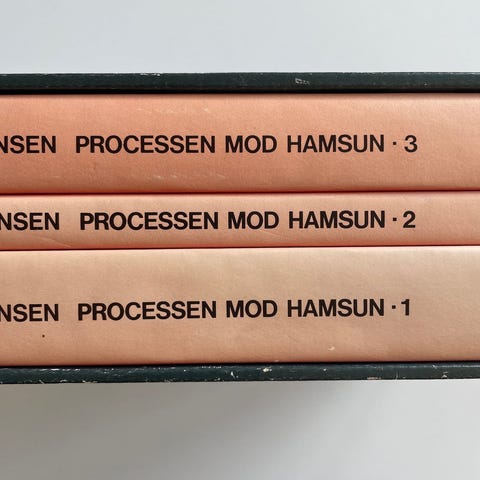 NSEN PROCESSEN MOD HAMSUN · 3
NSEN PROCESSEN MOD HAMSUN · 2
NSEN PROCESSEN MOD HAMSUN · 1